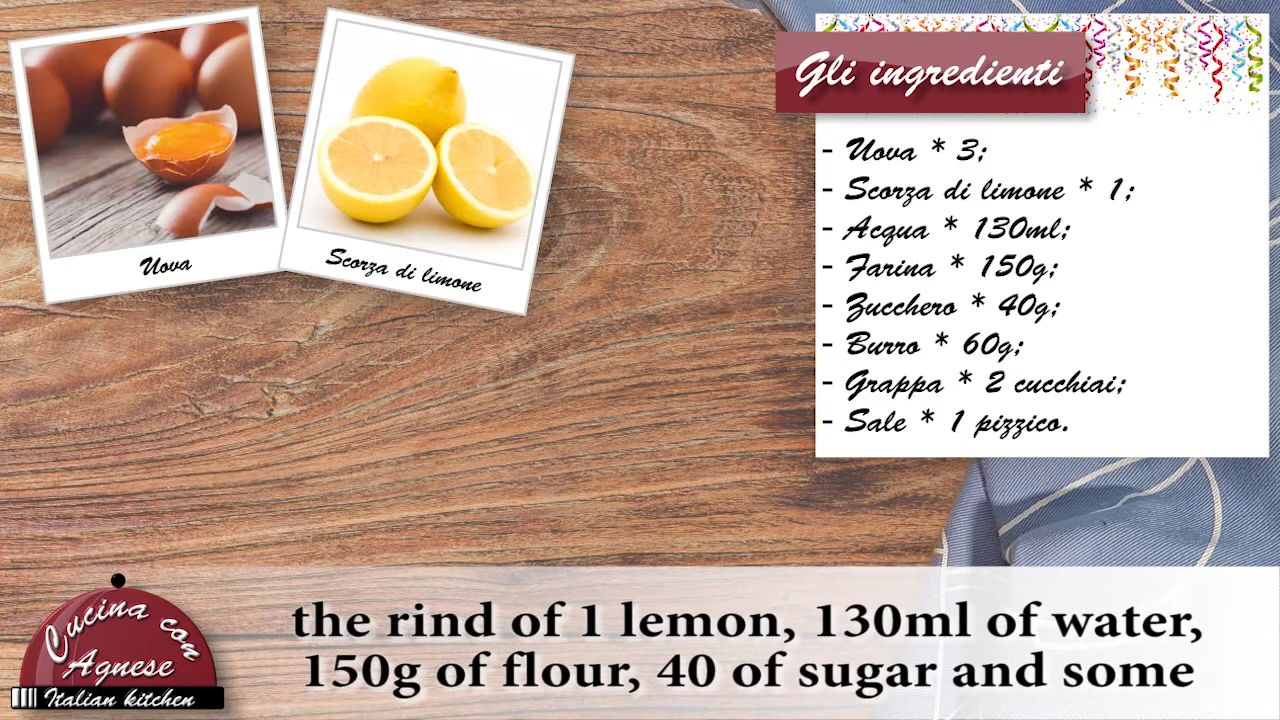 Gli ingredienti
- Uova * 3;
- Scorza di limone * 1;
- Acqua * 130ml;
- Farina * 150g;
- Zucchero * 40g;
- Burro * 60g;
- Grappa * 2 cucchiai;
- Sale * 1 pizzico.
Uova
Scorza di limone
Cucina con
Agnese
Italian kitchen
the rind of 1 lemon, 130ml of water,
150g of flour, 40 of sugar and some